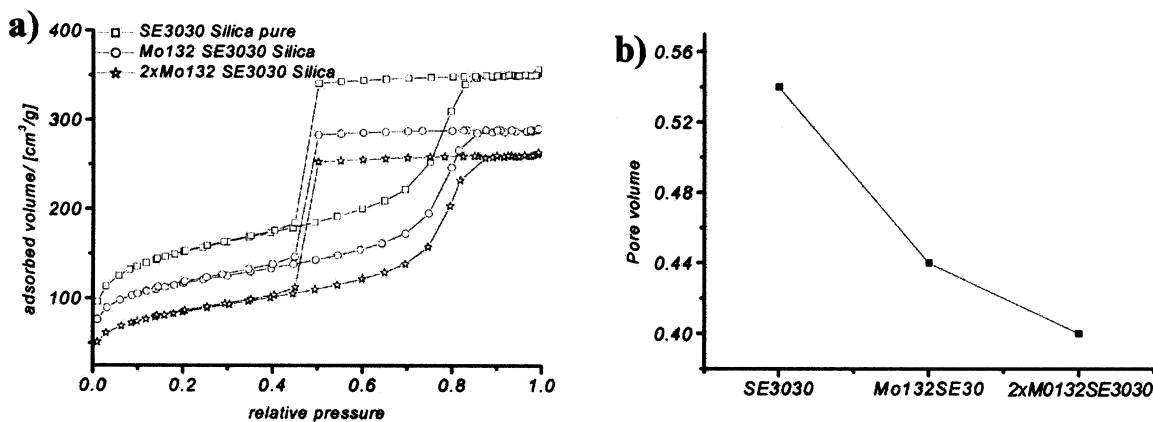 a)
400
300
200
100
adsorbed volume/ [cm³/g]
SE3030 Silica pure
Mo132 SE3030 Silica
2xMo132 SE3030 Silica
0.0 0.2 0.4 0.6 0.8 1.0
relative pressure
b)
0.56
0.52
0.48
0.44
0.40
Pore volume
SE3030 Mo132SE30 2xM0132SE3030